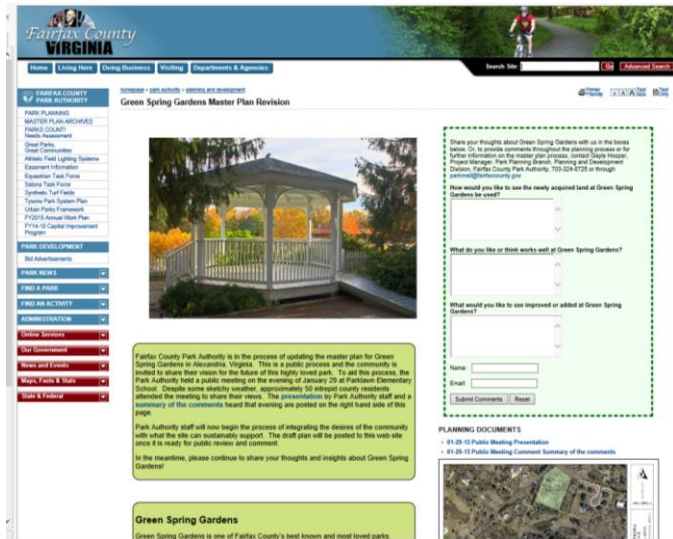 Fairfax County
VIRGINIA
Home
Living Here
Doing Business
Visiting
Departments & Agencies
Search Site:
Go
Advanced Search
FAIRFAX COUNTY
PARK AUTHORITY
PARK PLANNING
MASTER PLAN ARCHIVES
PARKS COUNT!
Needs Assessment
Great Parks,
Great Communities
Athletic Field Lighting Systems
Easement Information
Equestrian Task Force
Salona Task Force
Synthetic Turf Fields
Tysons Park System Plan
Urban Parks Framework
FY2015 Annual Work Plan
FY14-18 Capital Improvement
Program
PARK DEVELOPMENT
Bid Advertisements
PARK NEWS
FIND A PARK
FIND AN ACTIVITY
ADMINISTRATION
Online Services
Our Government
News and Events
Maps, Facts & Stats
State & Federal
homepage > park authority > planning and development
Printer
Friendly
A A A
Text
Size
Text
Only
Green Spring Gardens Master Plan Revision
Fairfax County Park Authority is in the process of updating the master plan for Green
Spring Gardens in Alexandria, Virginia. This is a public process and the community is
invited to share their vision for the future of this highly loved park. To aid this process, the
Park Authority held a public meeting on the evening of January 29 at Parklawn Elementary
School. Despite some sketchy weather, approximately 50 intrepid county residents
attended the meeting to share their views. The presentation by Park Authority staff and a
summary of the comments heard that evening are posted on the right hand side of this
page.
Park Authority staff will now begin the process of integrating the desires of the community
with what the site can sustainably support. The draft plan will be posted to this web site
once it is ready for public review and comment.
In the meantime, please continue to share your thoughts and insights about Green Spring
Gardens!
Green Spring Gardens
Green Spring Gardens is one of Fairfax County's best known and most loved parks.
Share your thoughts about Green Spring Gardens with us in the boxes
below. Or, to provide comments throughout the planning process or for
further information on the master plan process, contact Gayle Hooper,
Project Manager, Park Planning Branch, Planning and Development
Division, Fairfax County Park Authority, 703-324-8725 or through
parkmail@fairfaxcounty.gov
How would you like to see the newly acquired land at Green Spring
Gardens be used?
What do you like or think works well at Green Spring Gardens?
What would you like to see improved or added at Green Spring
Gardens?
Name:
Email:
Submit Comments
Reset
PLANNING DOCUMENTS
01-29-15 Public Meeting Presentation
01-29-15 Public Meeting Comment Summary of the comments